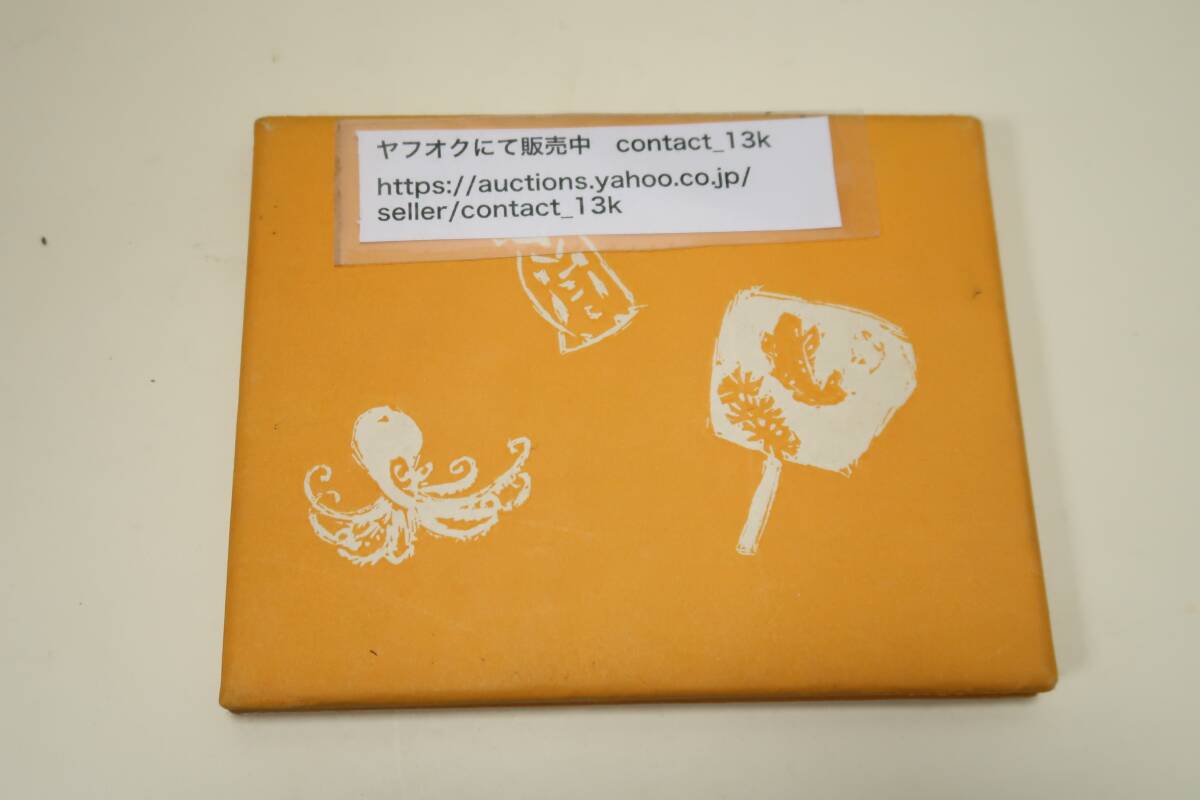 ヤフオクにて販売中　contact_13k
https://auctions.yahoo.co.jp/
seller/contact_13k